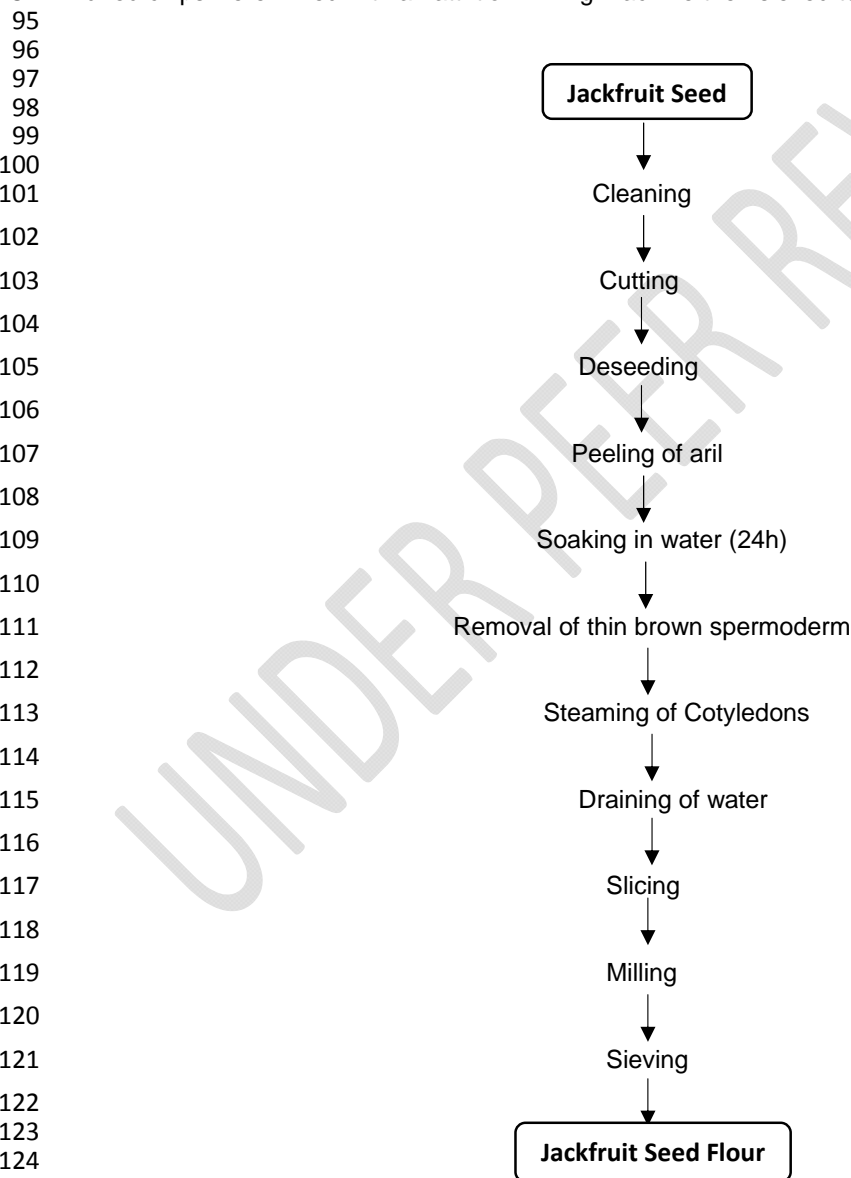 95
96
97
Jackfruit Seed
98
99
100
101 Cleaning
102
103 Cutting
104
105 Deseeding
106
107 Peeling of aril
108
109 Soaking in water (24h)
110
111 Removal of thin brown spermoderm
112
113 Steaming of Cotyledons
114
115 Draining of water
116
117 Slicing
118
119 Milling
120
121 Sieving
122
123
124 Jackfruit Seed Flour
UNDER PEER